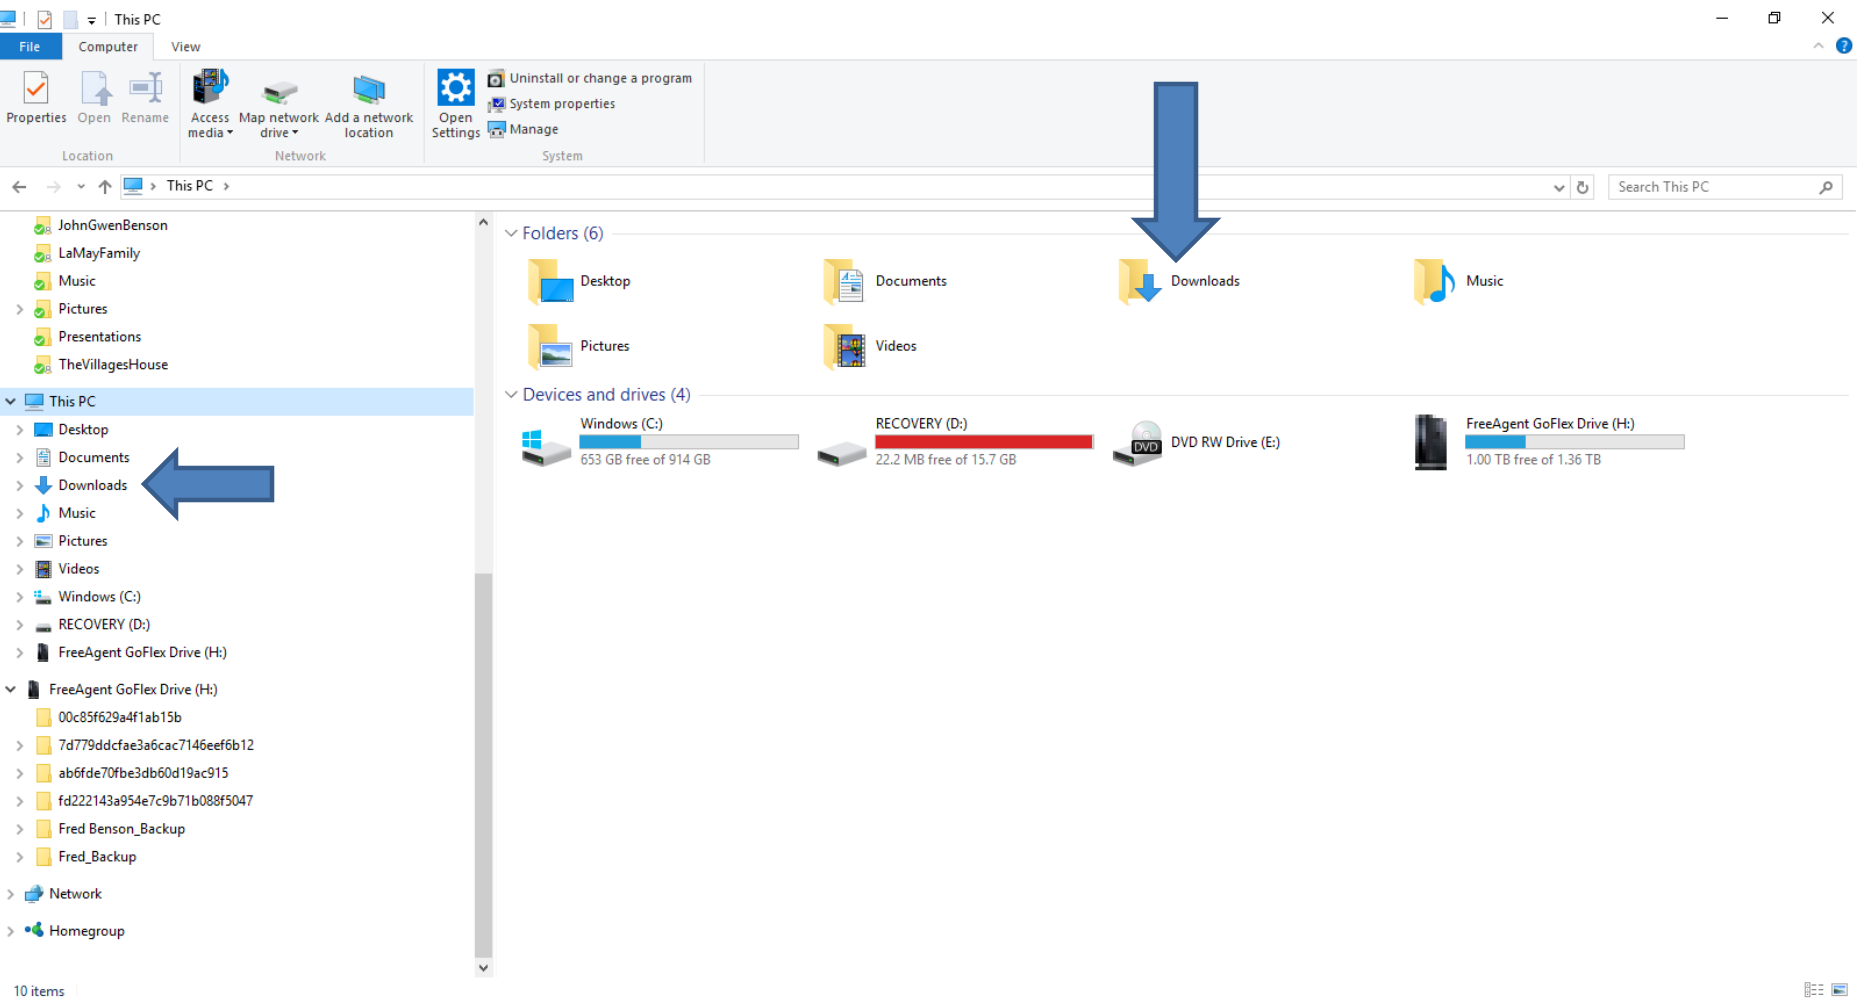 This PC
File Computer View
Properties Open Rename
Access media
Map network drive
Add a network location
Open Settings
Uninstall or change a program
System properties
Manage
Location Network System
This PC
Search This PC
JohnGwenBenson
LaMayFamily
Music
Pictures
Presentations
TheVillagesHouse
This PC
Desktop
Documents
Downloads
Music
Pictures
Videos
Windows (C:)
RECOVERY (D:)
FreeAgent GoFlex Drive (H:)
FreeAgent GoFlex Drive (H:)
00c85f629a4f1ab15b
7d779ddcfae3a6cac7146eef6b12
ab6fde70fbe3db60d19ac915
fd222143a954e7c9b71b088f5047
Fred Benson_Backup
Fred_Backup
Network
Homegroup
Folders (6)
Desktop Documents Downloads Music
Pictures Videos
Devices and drives (4)
Windows (C:)
653 GB free of 914 GB
RECOVERY (D:)
22.2 MB free of 15.7 GB
DVD
DVD RW Drive (E:)
FreeAgent GoFlex Drive (H:)
1.00 TB free of 1.36 TB
10 items